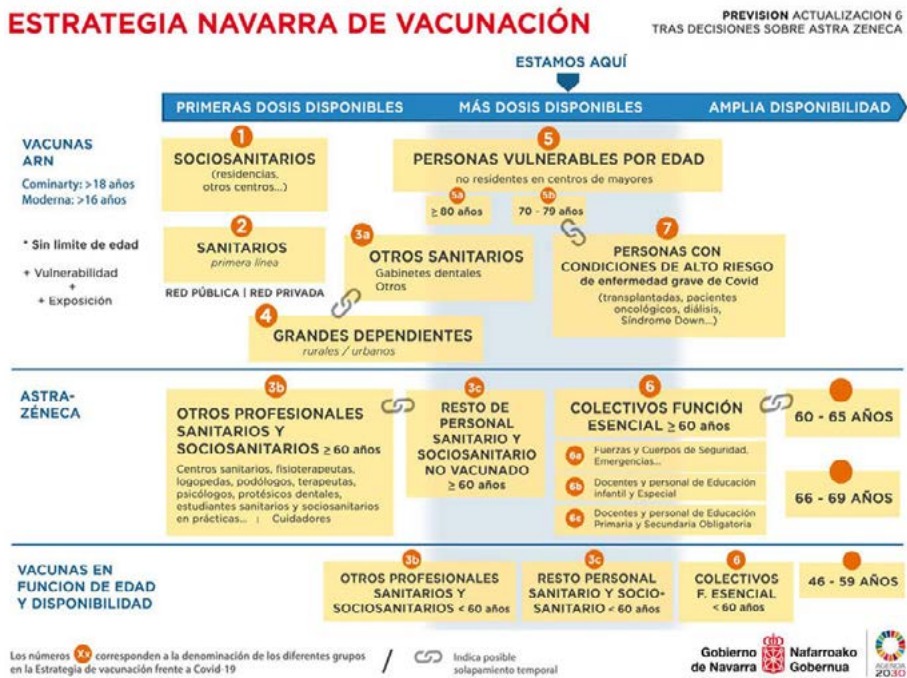 ESTRATEGIA NAVARRA DE VACUNACIÓN
PREVISION ACTUALIZACION 6
TRAS DECISIONES SOBRE ASTRA ZENECA
ESTAMOS AQUÍ
PRIMERAS DOSIS DISPONIBLES
MÁS DOSIS DISPONIBLES
AMPLIA DISPONIBILIDAD
VACUNAS
ARN
Cominarty: >18 años
Moderna: >16 años
* Sin limite de edad
+ Vulnerabilidad
+
+ Exposición
1
SOCIOSANITARIOS
(residencias,
otros centros...)
5
PERSONAS VULNERABLES POR EDAD
no residentes en centros de mayores
5a
≥ 80 años
5b
70 - 79 años
2
SANITARIOS
primera línea
RED PÚBLICA | RED PRIVADA
3a
OTROS SANITARIOS
Gabinetes dentales
Otros
7
PERSONAS CON
CONDICIONES DE ALTO RIESGO
de enfermedad grave de Covid
(transplantadas, pacientes
oncológicos, diálisis,
Síndrome Down...)
4
GRANDES DEPENDIENTES
rurales / urbanos
ASTRA-
ZÉNECA
3b
OTROS PROFESIONALES
SANITARIOS Y
SOCIOSANITARIOS ≥ 60 años
Centros sanitarios, fisioterapeutas,
logopedas, podólogos, terapeutas,
psicólogos, protésicos dentales,
estudiantes sanitarios y sociosanitarios
en prácticas... | Cuidadores
3c
RESTO DE
PERSONAL
SANITARIO Y
SOCIOSANITARIO
NO VACUNADO
≥ 60 años
6
COLECTIVOS FUNCIÓN
ESENCIAL ≥ 60 años
6a Fuerzas y Cuerpos de Seguridad,
Emergencias...
6b Docentes y personal de Educación
infantil y Especial
6c Docentes y personal de Educación
Primaria y Secundaria Obligatoria
60 - 65 AÑOS
66 - 69 AÑOS
VACUNAS EN
FUNCION DE EDAD
Y DISPONIBILIDAD
3b
OTROS PROFESIONALES
SANITARIOS Y
SOCIOSANITARIOS < 60 años
3c
RESTO PERSONAL
SANITARIO Y SOCIO-
SANITARIO < 60 años
6
COLECTIVOS
F. ESENCIAL
< 60 años
46 - 59 AÑOS
Los números Xx corresponden a la denominación de los diferentes grupos
en la Estrategia de vacunación frente a Covid-19
/
Indica posible
solapamiento temporal
Gobierno
de Navarra
Nafarroako
Gobernua
AGENDA
2030